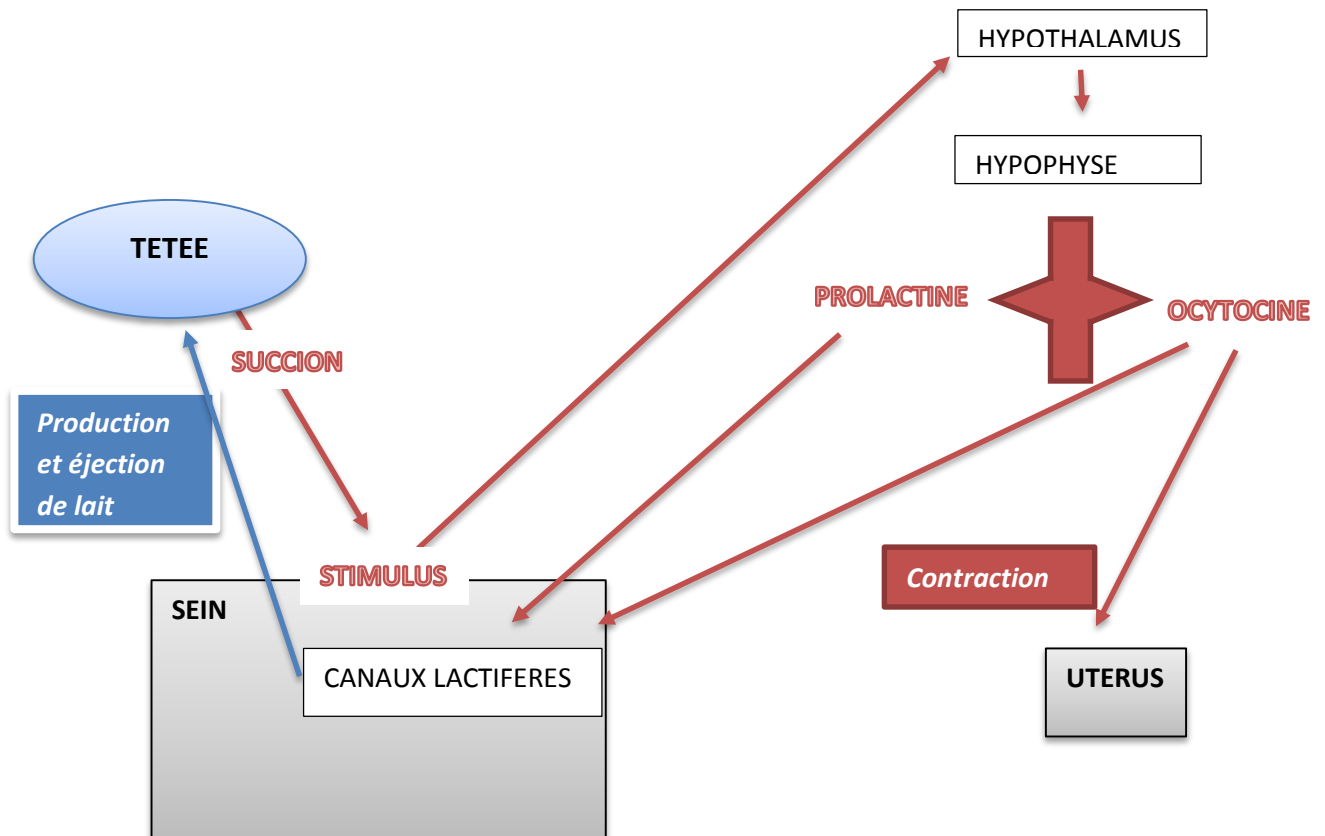 HYPOTHALAMUS
HYPOPHYSE
TETEE
PROLACTINE
OCYTOCINE
SUCCION
Production
et éjection
de lait
STIMULUS
Contraction
SEIN
CANAUX LACTIFERES
UTERUS